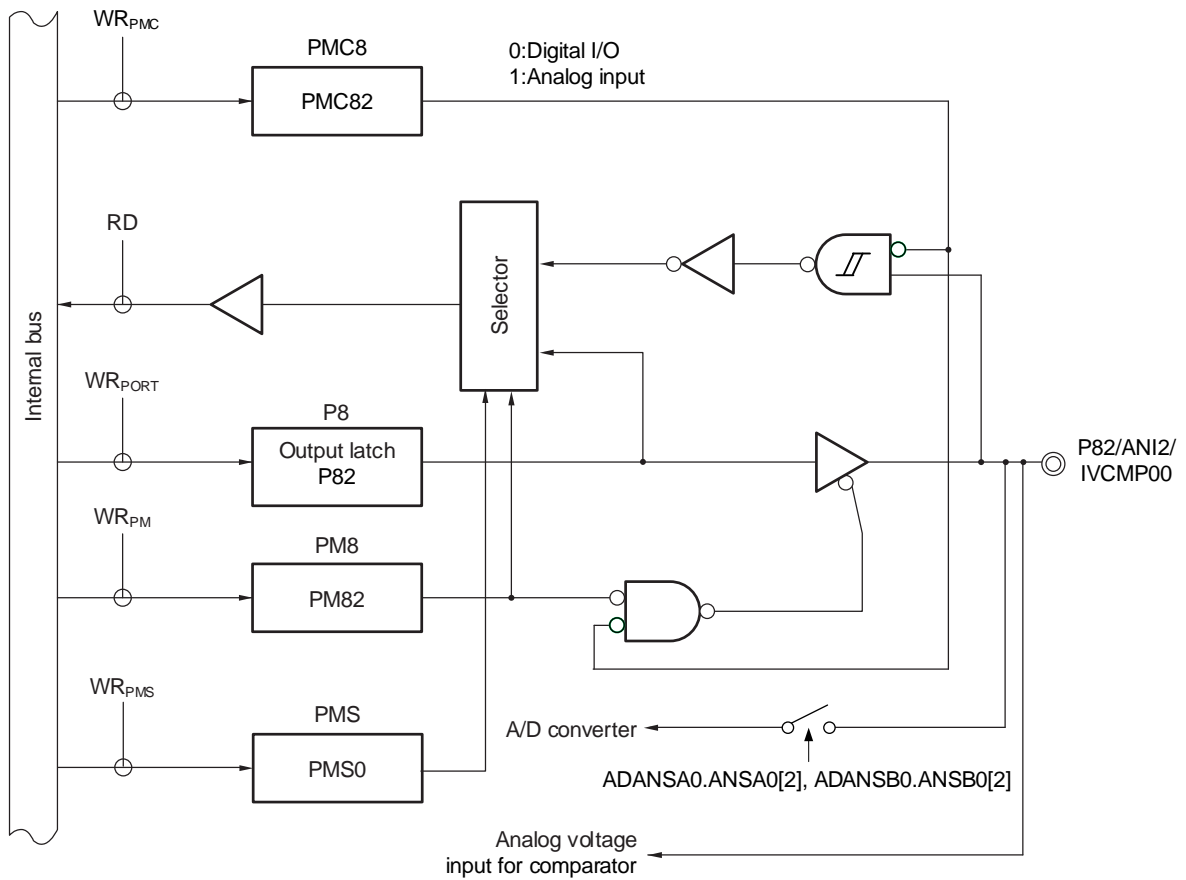 WRPMC
PMC8
0:Digital I/O
1:Analog input
PMC82
RD
Selector
Internal bus
WRPORT
P8
Output latch
P82
P82/ANI2/
IVCMP00
WRPM
PM8
PM82
WRPMS
PMS
PMS0
A/D converter
ADANSA0.ANSA0[2], ADANSB0.ANSB0[2]
Analog voltage
input for comparator